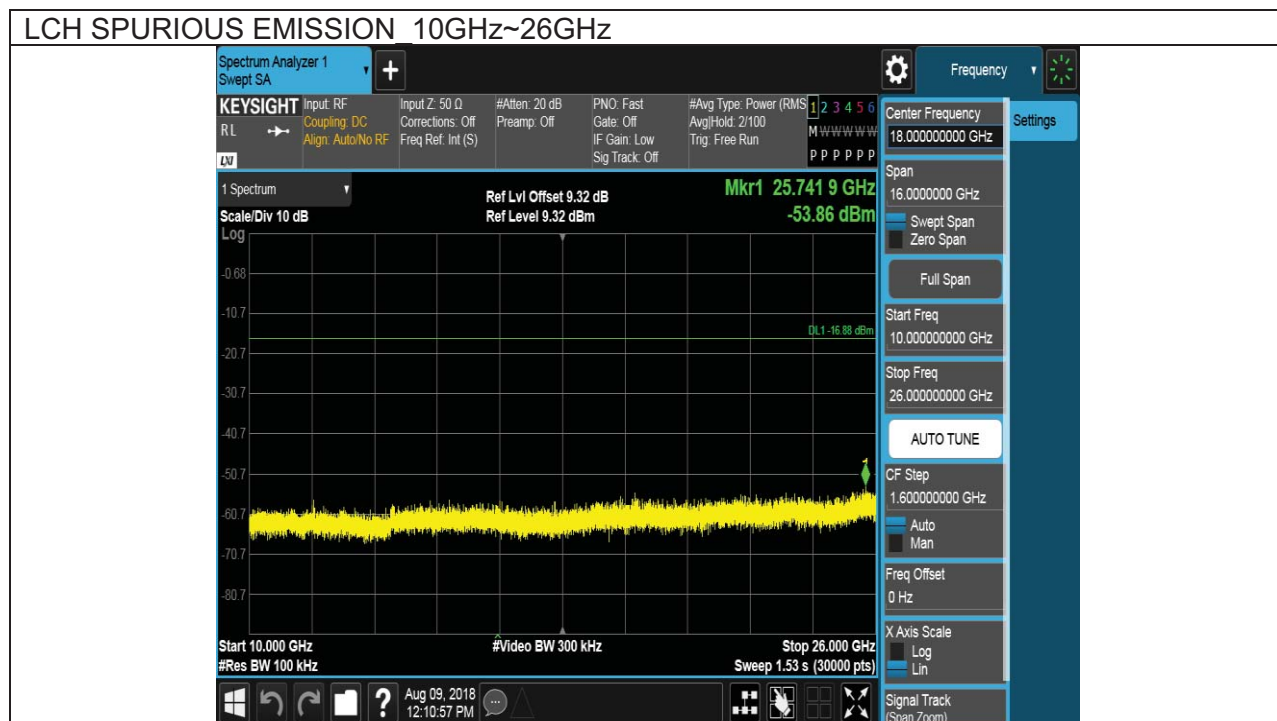 LCH SPURIOUS EMISSION_10GHz~26GHz
Spectrum Analyzer 1
Swept SA
+
Frequency
KEYSIGHT
RL
LXI
Input: RF
Coupling: DC
Align: Auto/No RF
Input Z: 50 Ω
Corrections: Off
Freq Ref: Int (S)
#Atten: 20 dB
Preamp: Off
PNO: Fast
Gate: Off
IF Gain: Low
Sig Track: Off
#Avg Type: Power (RMS
Avg|Hold: 2/100
Trig: Free Run
1 2 3 4 5 6
M W W W W W
P P P P P P
Center Frequency
18.000000000 GHz
Settings
1 Spectrum
Scale/Div 10 dB
Ref Lvl Offset 9.32 dB
Ref Level 9.32 dBm
Mkr1 25.741 9 GHz
-53.86 dBm
Log
-0.68
-10.7
-20.7
-30.7
-40.7
-50.7
-60.7
-70.7
-80.7
DL1 -16.88 dBm
1
Start 10.000 GHz
#Res BW 100 kHz
#Video BW 300 kHz
Stop 26.000 GHz
Sweep 1.53 s (30000 pts)
Span
16.0000000 GHz
Swept Span
Zero Span
Full Span
Start Freq
10.000000000 GHz
Stop Freq
26.000000000 GHz
AUTO TUNE
CF Step
1.600000000 GHz
Auto
Man
Freq Offset
0 Hz
X Axis Scale
Log
Lin
Signal Track
(Span Zoom)
?
Aug 09, 2018
12:10:57 PM